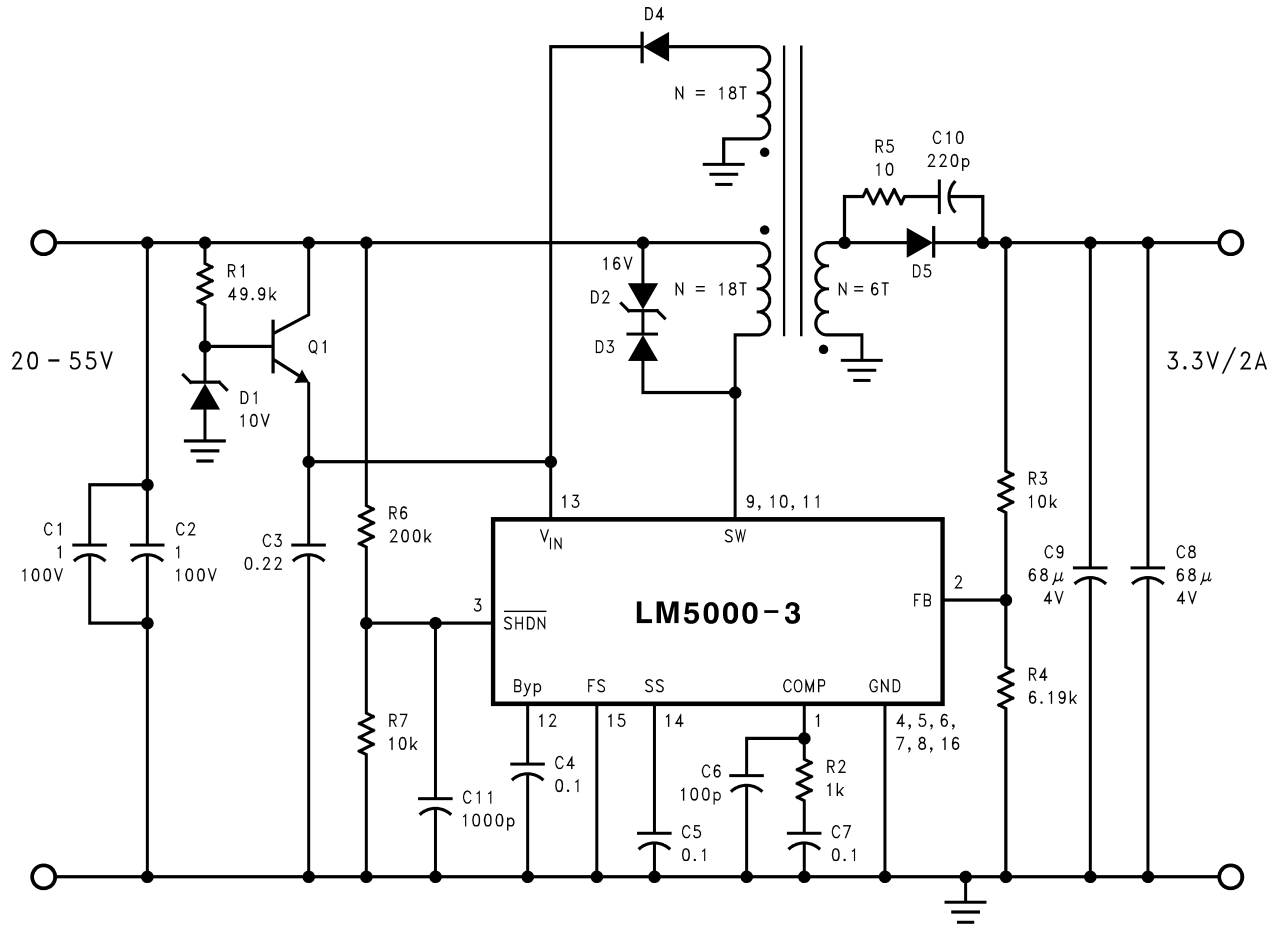 D4
N = 18T
R5
10
C10
220p
D5
R1
49.9k
16V
D2
N = 18T
N = 6T
D3
Q1
20 – 55V
3.3V/2A
D1
10V
R3
10k
13
9, 10, 11
C1
1
100V
C2
1
100V
C3
0.22
R6
200k
VIN
SW
C9
68μ
4V
C8
68μ
4V
2
FB
3
SHDN
LM5000–3
R4
6.19k
Byp
FS
SS
COMP
GND
12
15
14
1
4, 5, 6,
7, 8, 16
R7
10k
C4
0.1
C6
100p
R2
1k
C11
1000p
C5
0.1
C7
0.1